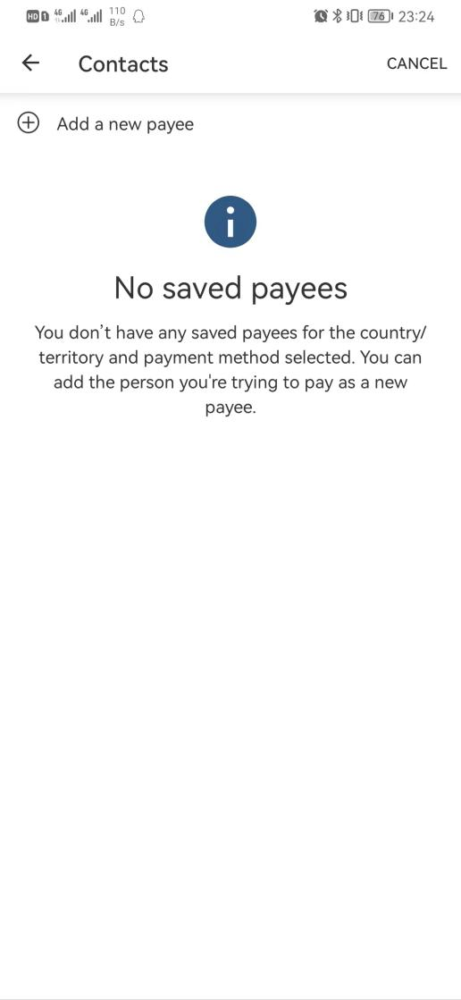 HD 1 4G 4G 110 B/s 76 23:24
Contacts CANCEL
Add a new payee
No saved payees
You don’t have any saved payees for the country/
territory and payment method selected. You can
add the person you're trying to pay as a new
payee.